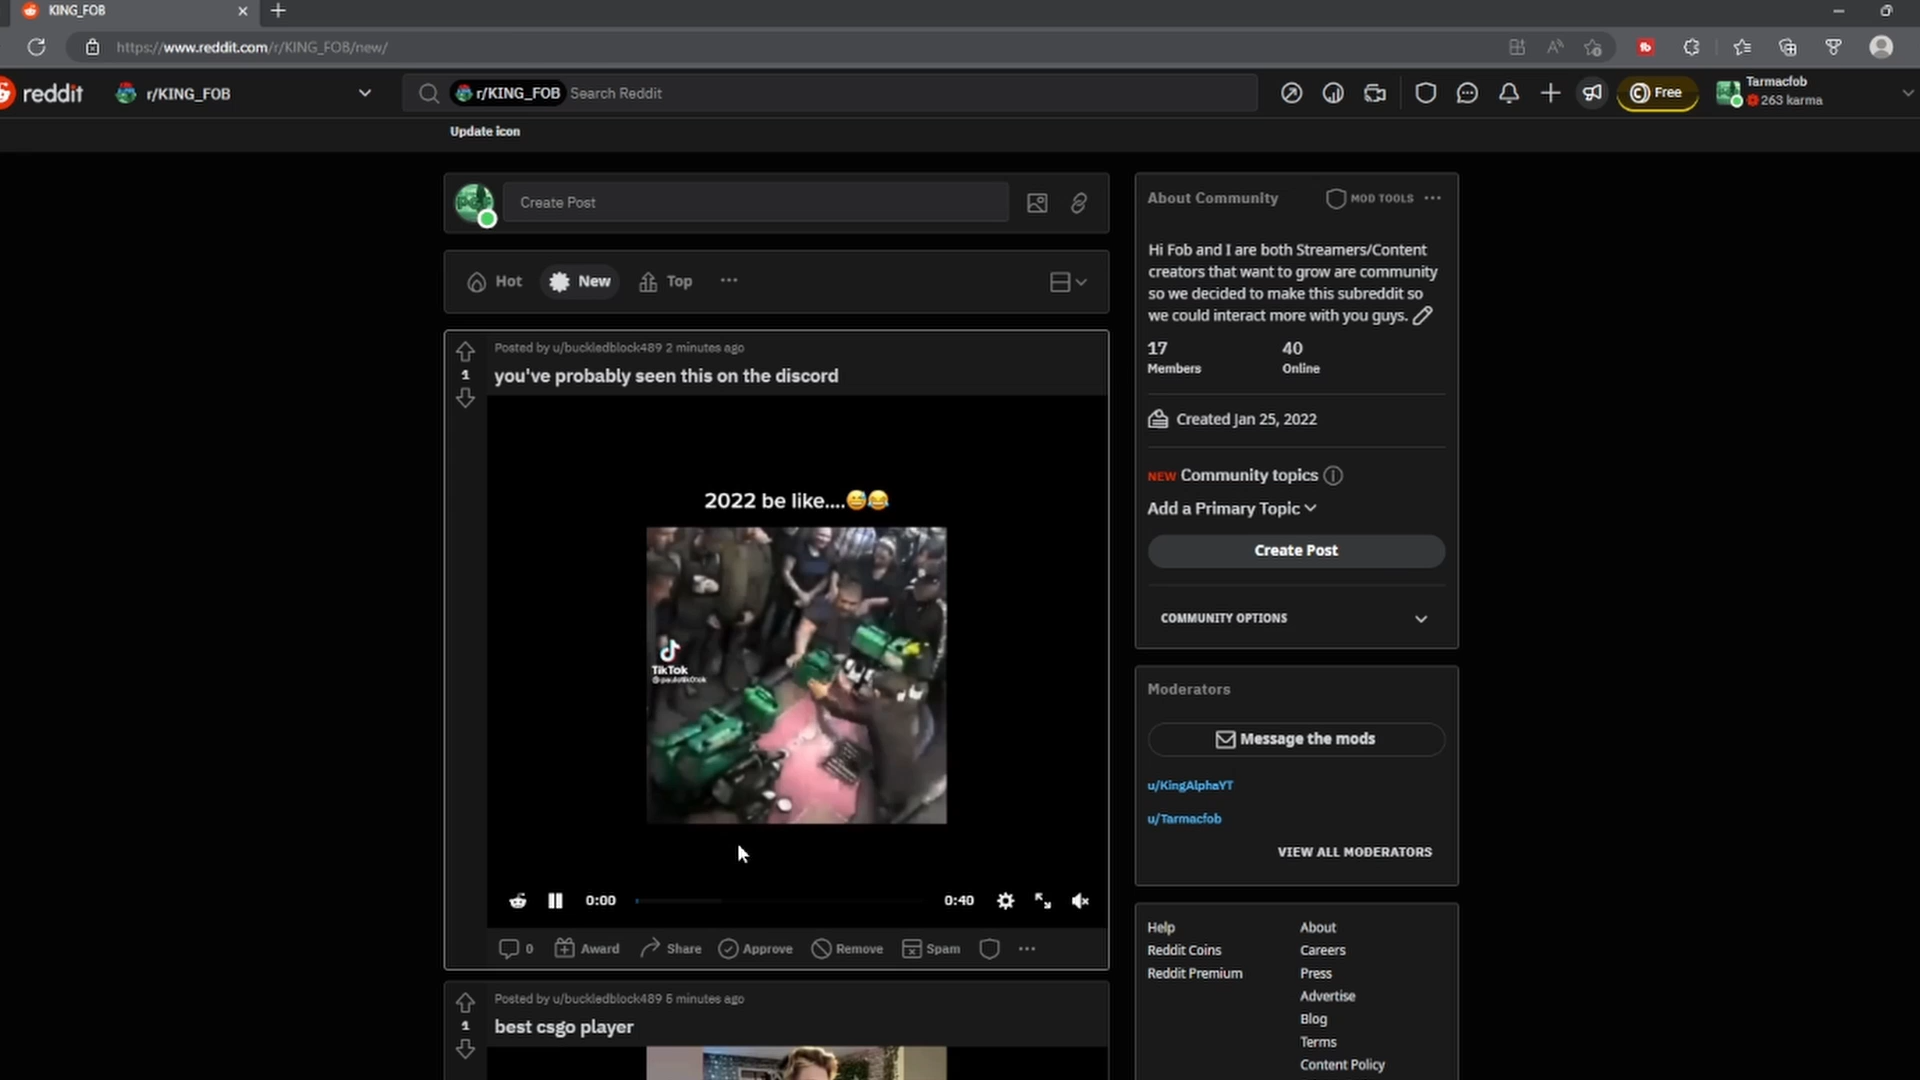 KING_FOB
https://www.reddit.com/r/KING_FOB/new/
reddit
r/KING_FOB
r/KING_FOB Search Reddit
Free
Tarmacfob
263 karma
Update icon
Create Post
Hot
New
Top
Posted by u/buckledblock489 2 minutes ago
1
you've probably seen this on the discord
2022 be like....😅😂
TikTok
0:00
0:40
0
Award
Share
Approve
Remove
Spam
Posted by u/buckledblock489 5 minutes ago
1
best csgo player
About Community
MOD TOOLS
Hi Fob and I are both Streamers/Content
creators that want to grow are community
so we decided to make this subreddit so
we could interact more with you guys.
17
Members
40
Online
Created Jan 25, 2022
NEW Community topics
Add a Primary Topic
Create Post
COMMUNITY OPTIONS
Moderators
Message the mods
u/KingAlphaYT
u/Tarmacfob
VIEW ALL MODERATORS
Help
Reddit Coins
Reddit Premium
About
Careers
Press
Advertise
Blog
Terms
Content Policy